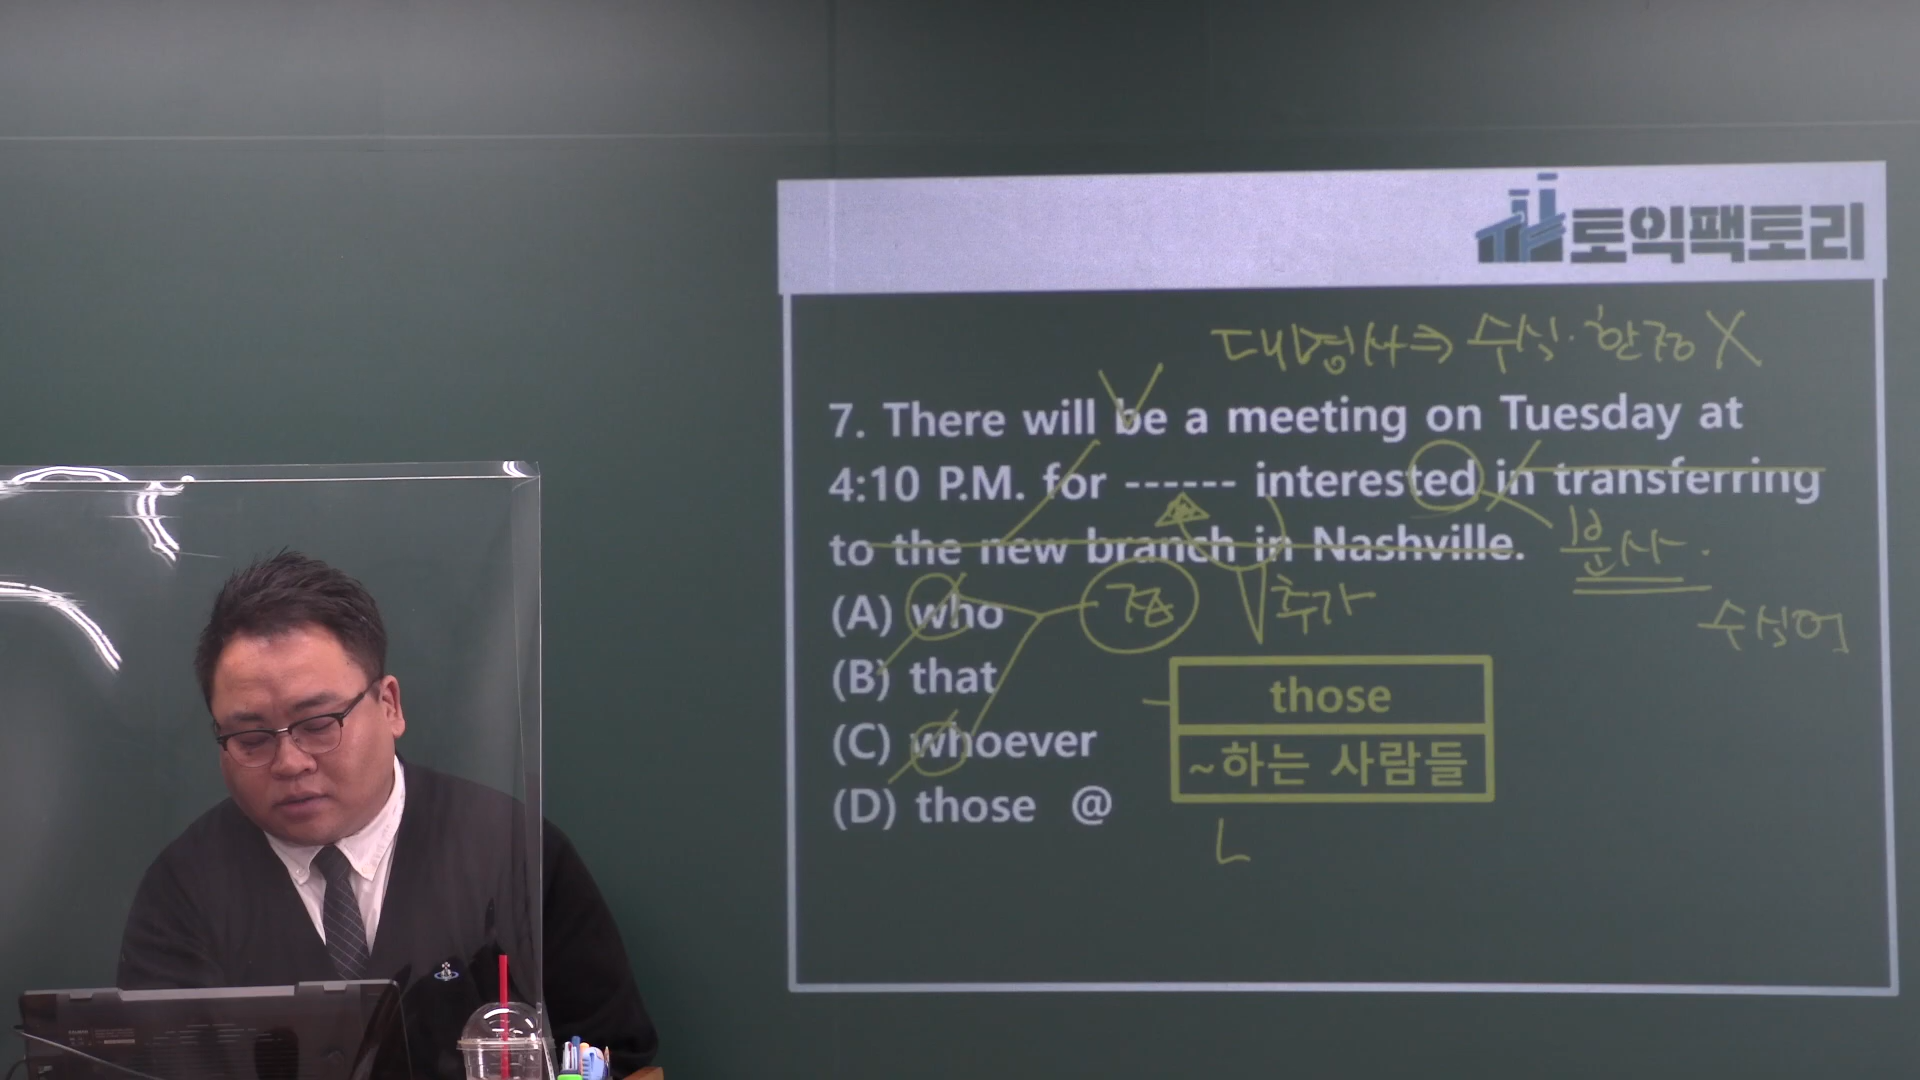 토익팩토리
대명사⇒ 수식·한정 X
7. There will be a meeting on Tuesday at
4:10 P.M. for ------ interested in transferring
to the new branch in Nashville.
분사.
수식어
(A) who
추가
(B) that
those
(C) whoever
~하는 사람들
(D) those @